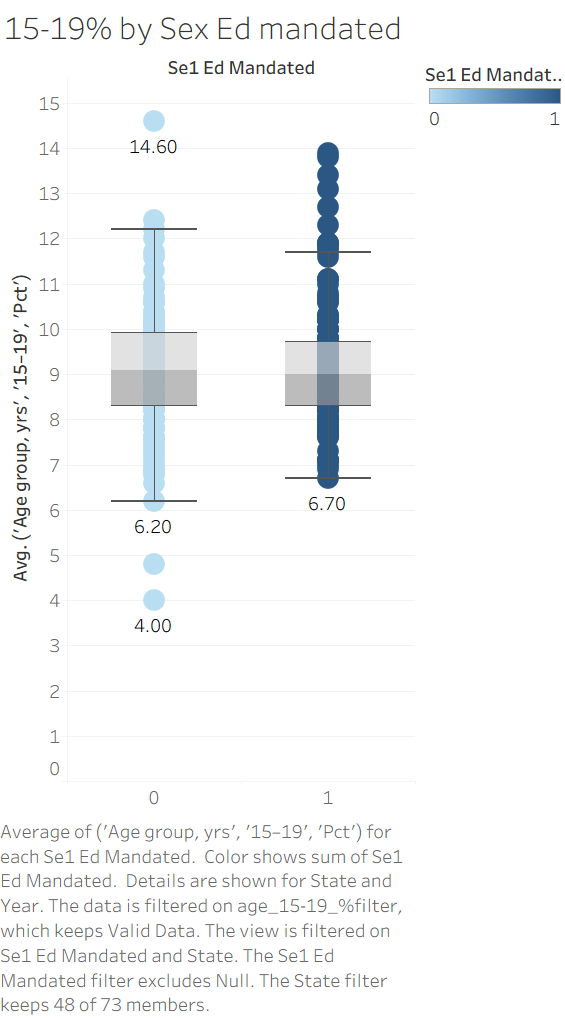 15-19% by Sex Ed mandated
Se1 Ed Mandated
Se1 Ed Mandat..
0 1
Avg. ('Age group, yrs', '15–19', 'Pct')
15
14
13
12
11
10
9
8
7
6
5
4
3
2
1
0
14.60
6.20
4.00
6.70
0 1
Average of ('Age group, yrs', '15–19', 'Pct') for
each Se1 Ed Mandated.  Color shows sum of Se1
Ed Mandated.  Details are shown for State and
Year. The data is filtered on age_15-19_%filter,
which keeps Valid Data. The view is filtered on
Se1 Ed Mandated and State. The Se1 Ed
Mandated filter excludes Null. The State filter
keeps 48 of 73 members.